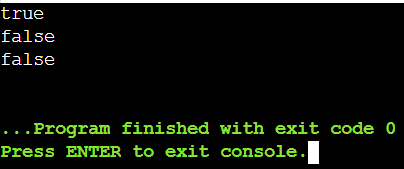 true
false
false
...Program finished with exit code 0
Press ENTER to exit console.